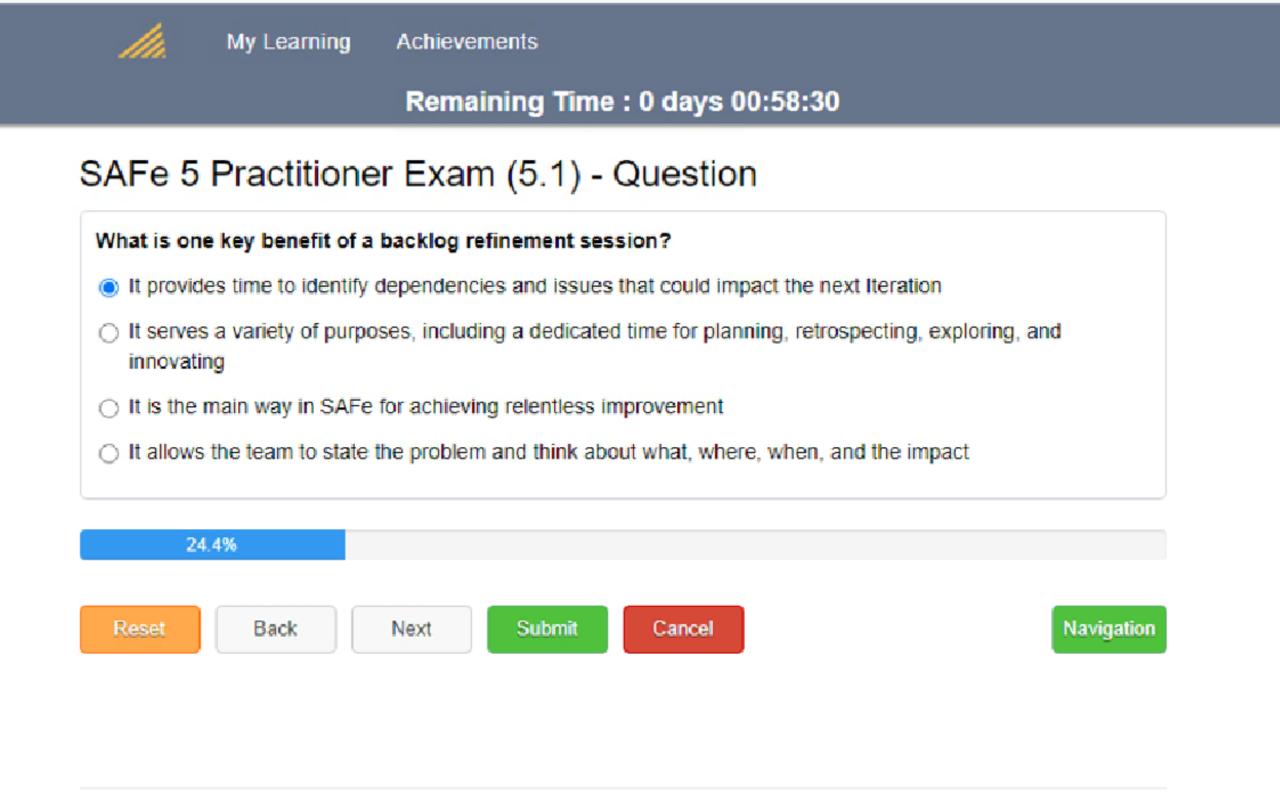 My Learning Achievements
Remaining Time : 0 days 00:58:30
SAFe 5 Practitioner Exam (5.1) - Question
What is one key benefit of a backlog refinement session?
It provides time to identify dependencies and issues that could impact the next Iteration
It serves a variety of purposes, including a dedicated time for planning, retrospecting, exploring, and
innovating
It is the main way in SAFe for achieving relentless improvement
It allows the team to state the problem and think about what, where, when, and the impact
24.4%
Reset Back Next Submit Cancel Navigation